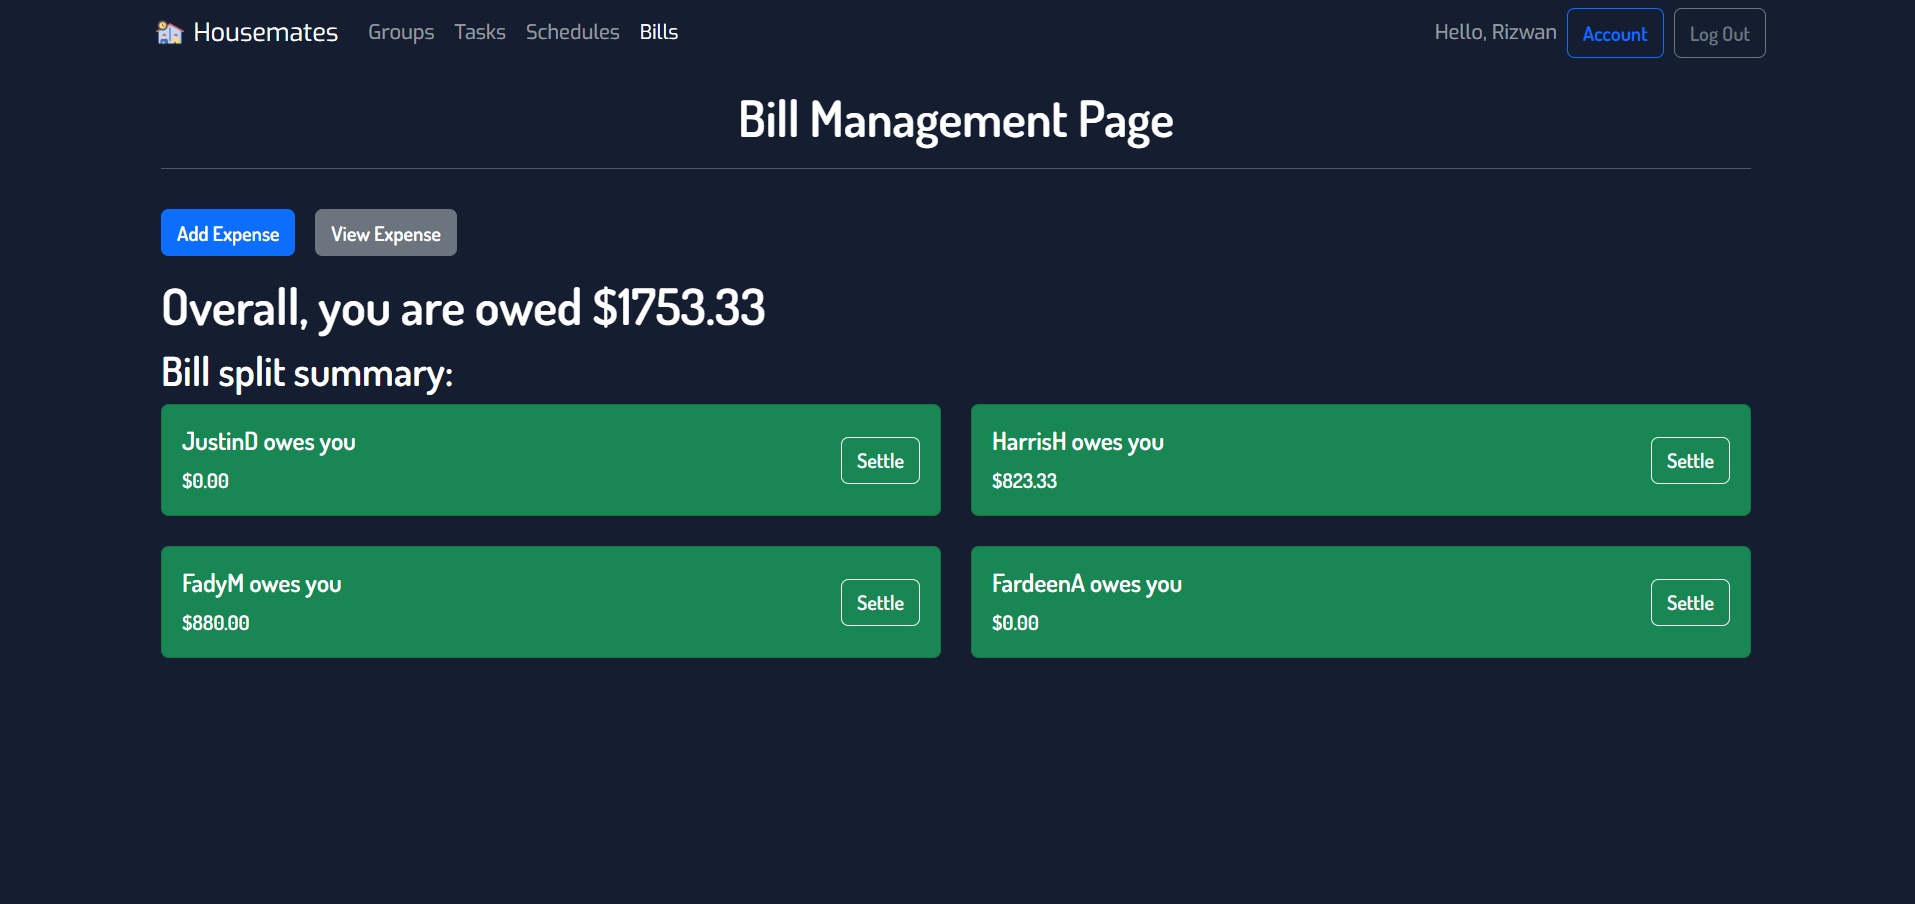 Housemates Groups Tasks Schedules Bills Hello, Rizwan Account Log Out
Bill Management Page
Add Expense View Expense
Overall, you are owed $1753.33
Bill split summary:
JustinD owes you
$0.00
Settle
HarrisH owes you
$823.33
Settle
FadyM owes you
$880.00
Settle
FardeenA owes you
$0.00
Settle